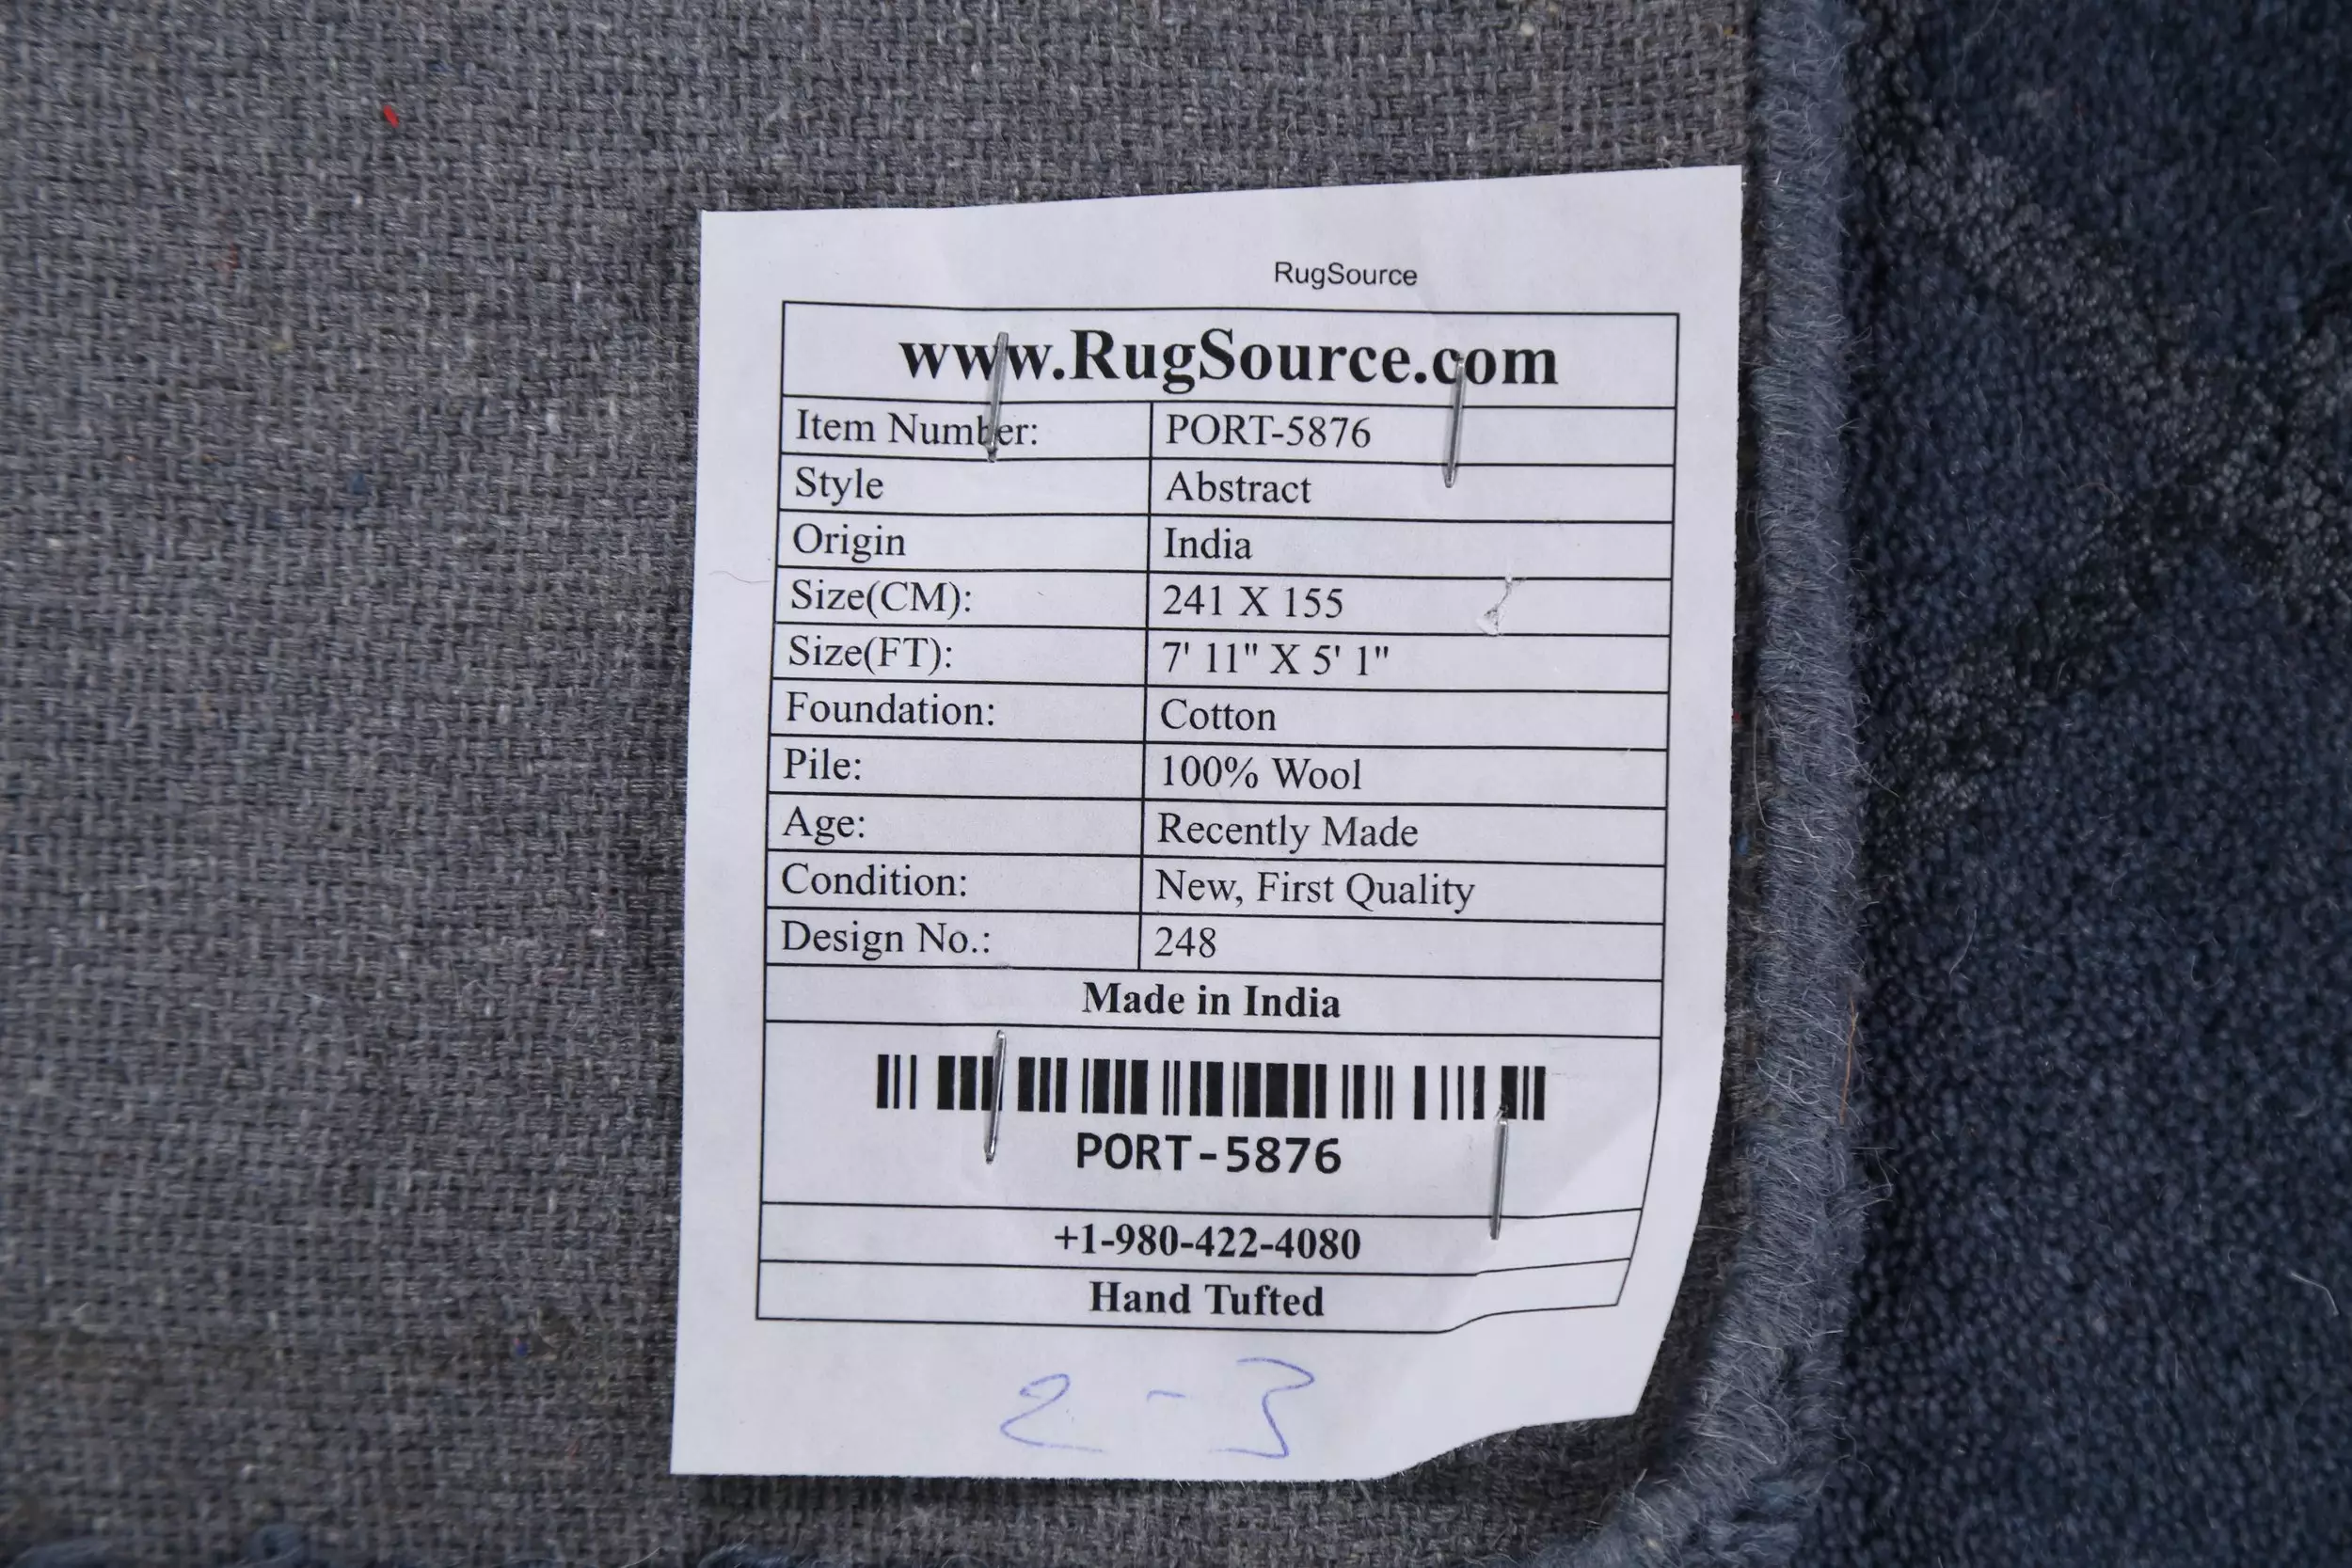 RugSource
www.RugSource.com
Item Number: PORT-5876
Style Abstract
Origin India
Size(CM): 241 X 155
Size(FT): 7' 11" X 5' 1"
Foundation: Cotton
Pile: 100% Wool
Age: Recently Made
Condition: New, First Quality
Design No.: 248
Made in India
PORT-5876
+1-980-422-4080
Hand Tufted
2-3